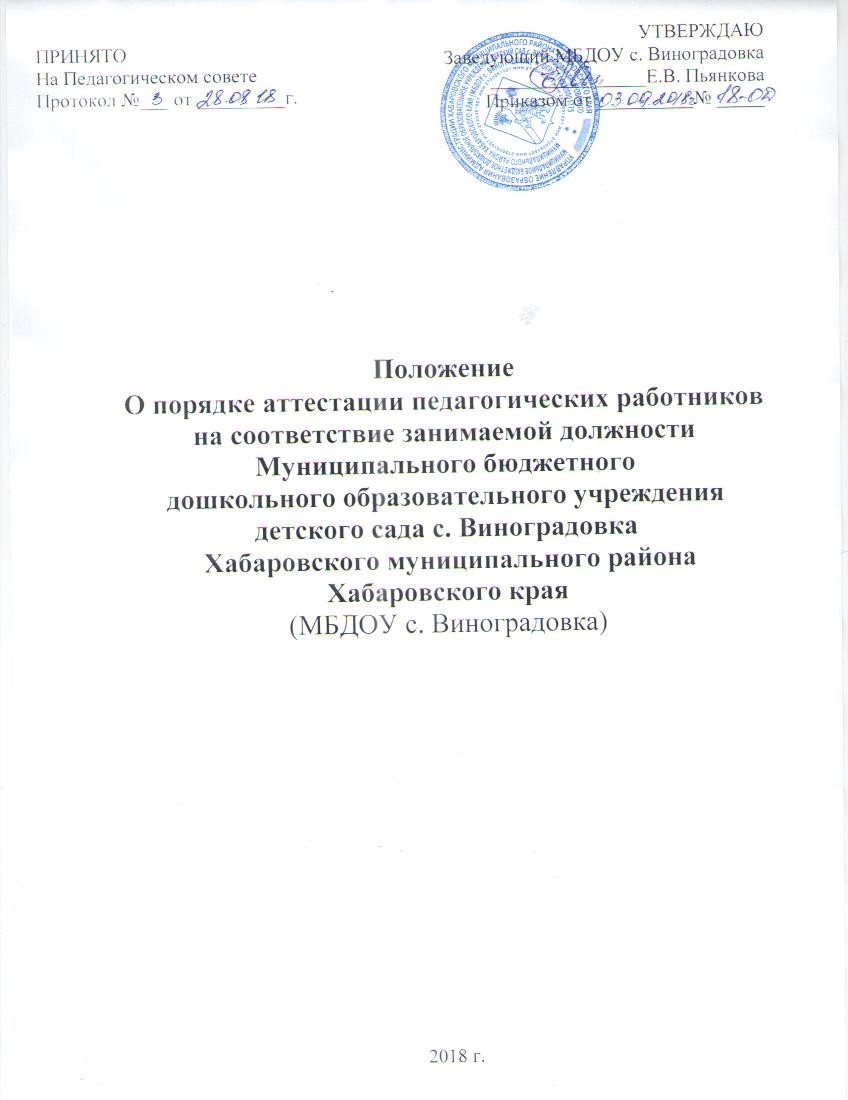 УТВЕРЖДАЮ
ПРИНЯТО
Заведующий МБДОУ с. Виноградовка
На Педагогическом совете
Е.В. Пьянкова
Протокол № 3 от 28.08 18 г.
Приказом от 03.09.2018г № 18-ОД
Положение
О порядке аттестации педагогических работников
на соответствие занимаемой должности
Муниципального бюджетного
дошкольного образовательного учреждения
детского сада с. Виноградовка
Хабаровского муниципального района
Хабаровского края
(МБДОУ с. Виноградовка)
2018 г.